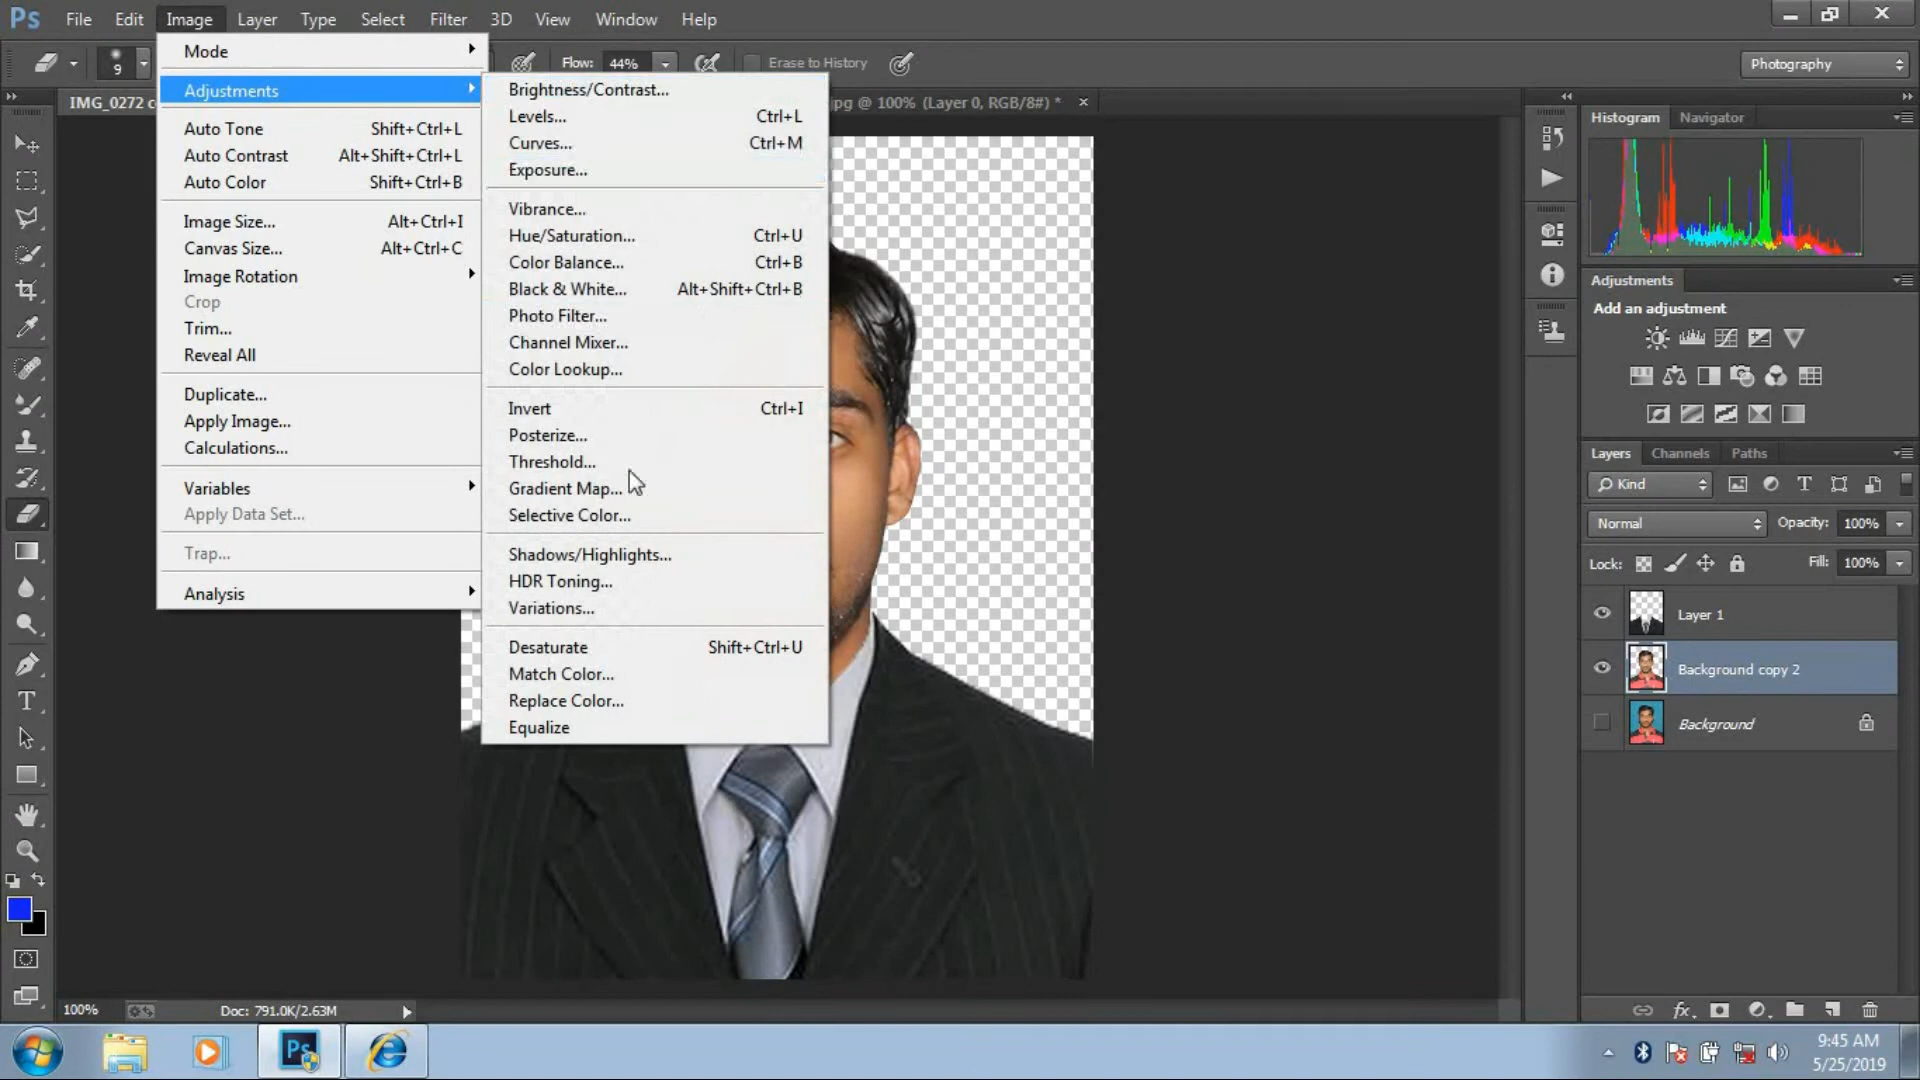 Ps File Edit Image Layer Type Select Filter 3D View Window Help
9 Flow: 44% Erase to History Photography
IMG_0272 .jpg @ 100% (Layer 0, RGB/8#) * ×
Mode
Adjustments
Auto Tone Shift+Ctrl+L
Auto Contrast Alt+Shift+Ctrl+L
Auto Color Shift+Ctrl+B
Image Size... Alt+Ctrl+I
Canvas Size... Alt+Ctrl+C
Image Rotation
Crop
Trim...
Reveal All
Duplicate...
Apply Image...
Calculations...
Variables
Apply Data Set...
Trap...
Analysis
Brightness/Contrast...
Levels... Ctrl+L
Curves... Ctrl+M
Exposure...
Vibrance...
Hue/Saturation... Ctrl+U
Color Balance... Ctrl+B
Black & White... Alt+Shift+Ctrl+B
Photo Filter...
Channel Mixer...
Color Lookup...
Invert Ctrl+I
Posterize...
Threshold...
Gradient Map...
Selective Color...
Shadows/Highlights...
HDR Toning...
Variations...
Desaturate Shift+Ctrl+U
Match Color...
Replace Color...
Equalize
Histogram Navigator
Adjustments
Add an adjustment
Layers Channels Paths
Kind
Normal Opacity: 100%
Lock: Fill: 100%
Layer 1
Background copy 2
Background
100% Doc: 791.0K/2.63M
Ps
9:45 AM
5/25/2019